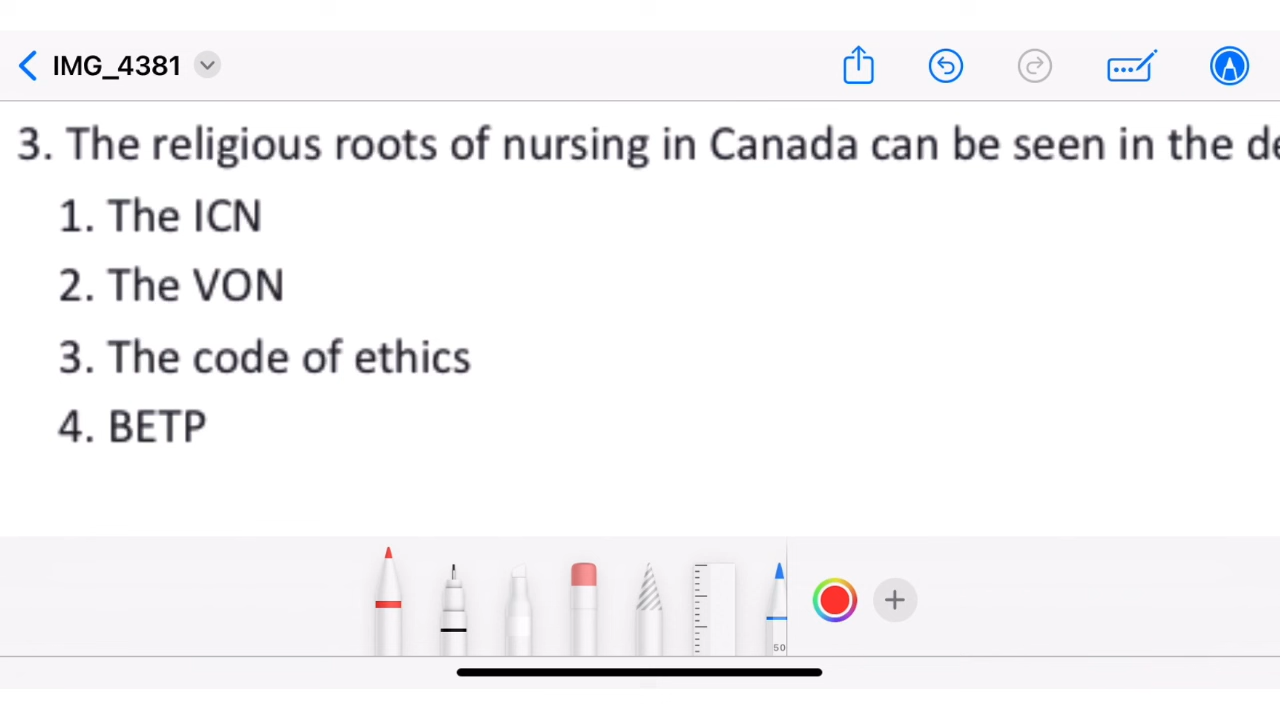 IMG_4381
3. The religious roots of nursing in Canada can be seen in the
1. The ICN
2. The VON
3. The code of ethics
4. BETP
50